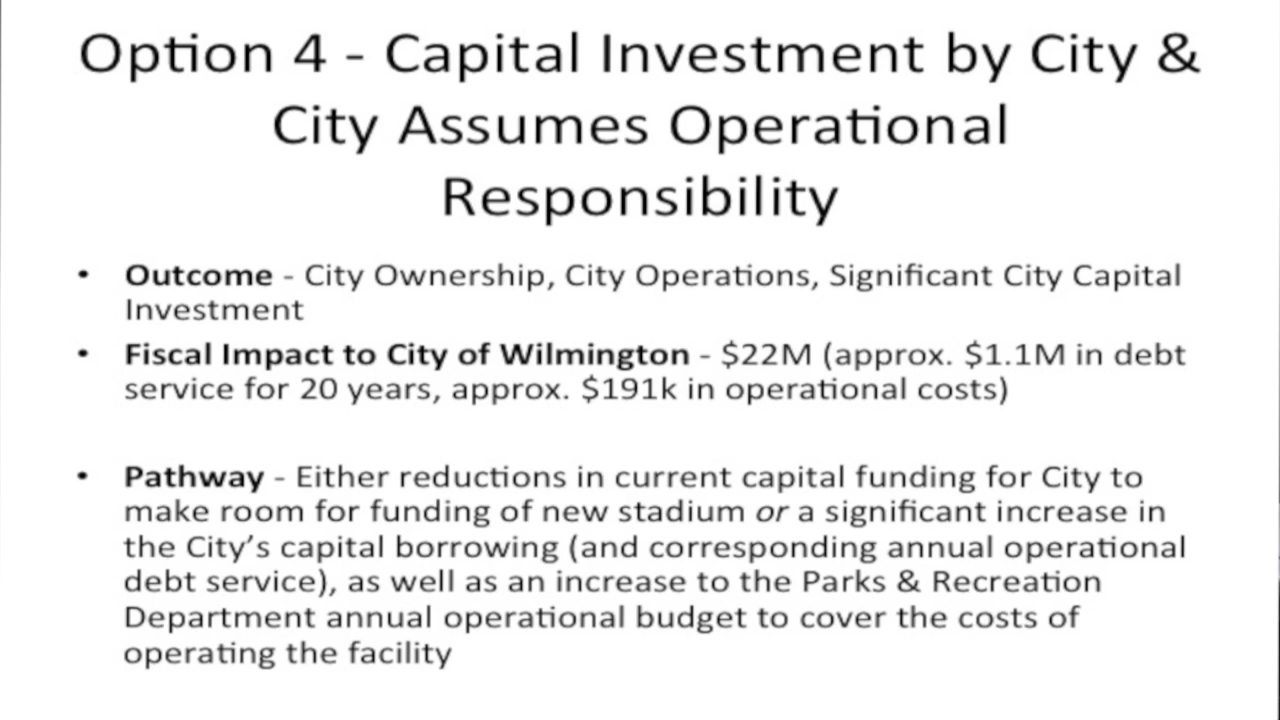 Option 4 - Capital Investment by City &
City Assumes Operational
Responsibility
• Outcome - City Ownership, City Operations, Significant City Capital
Investment
• Fiscal Impact to City of Wilmington - $22M (approx. $1.1M in debt
service for 20 years, approx. $191k in operational costs)
• Pathway - Either reductions in current capital funding for City to
make room for funding of new stadium or a significant increase in
the City’s capital borrowing (and corresponding annual operational
debt service), as well as an increase to the Parks & Recreation
Department annual operational budget to cover the costs of
operating the facility